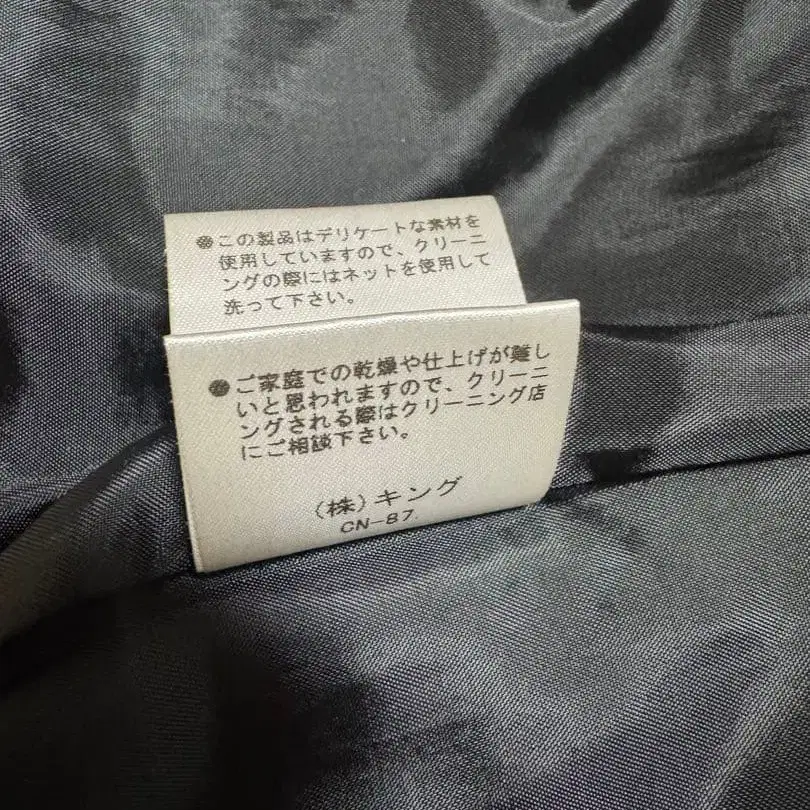 ●この製品はデリケートな素材を
使用していますので、クリーニ
ングの際にはネットを使用して
洗って下さい。
●ご家庭での乾燥や仕上げが難し
いと思われますので、クリーニ
ングされる際はクリーニング店
にご相談下さい。
(株)キング
CN-87.